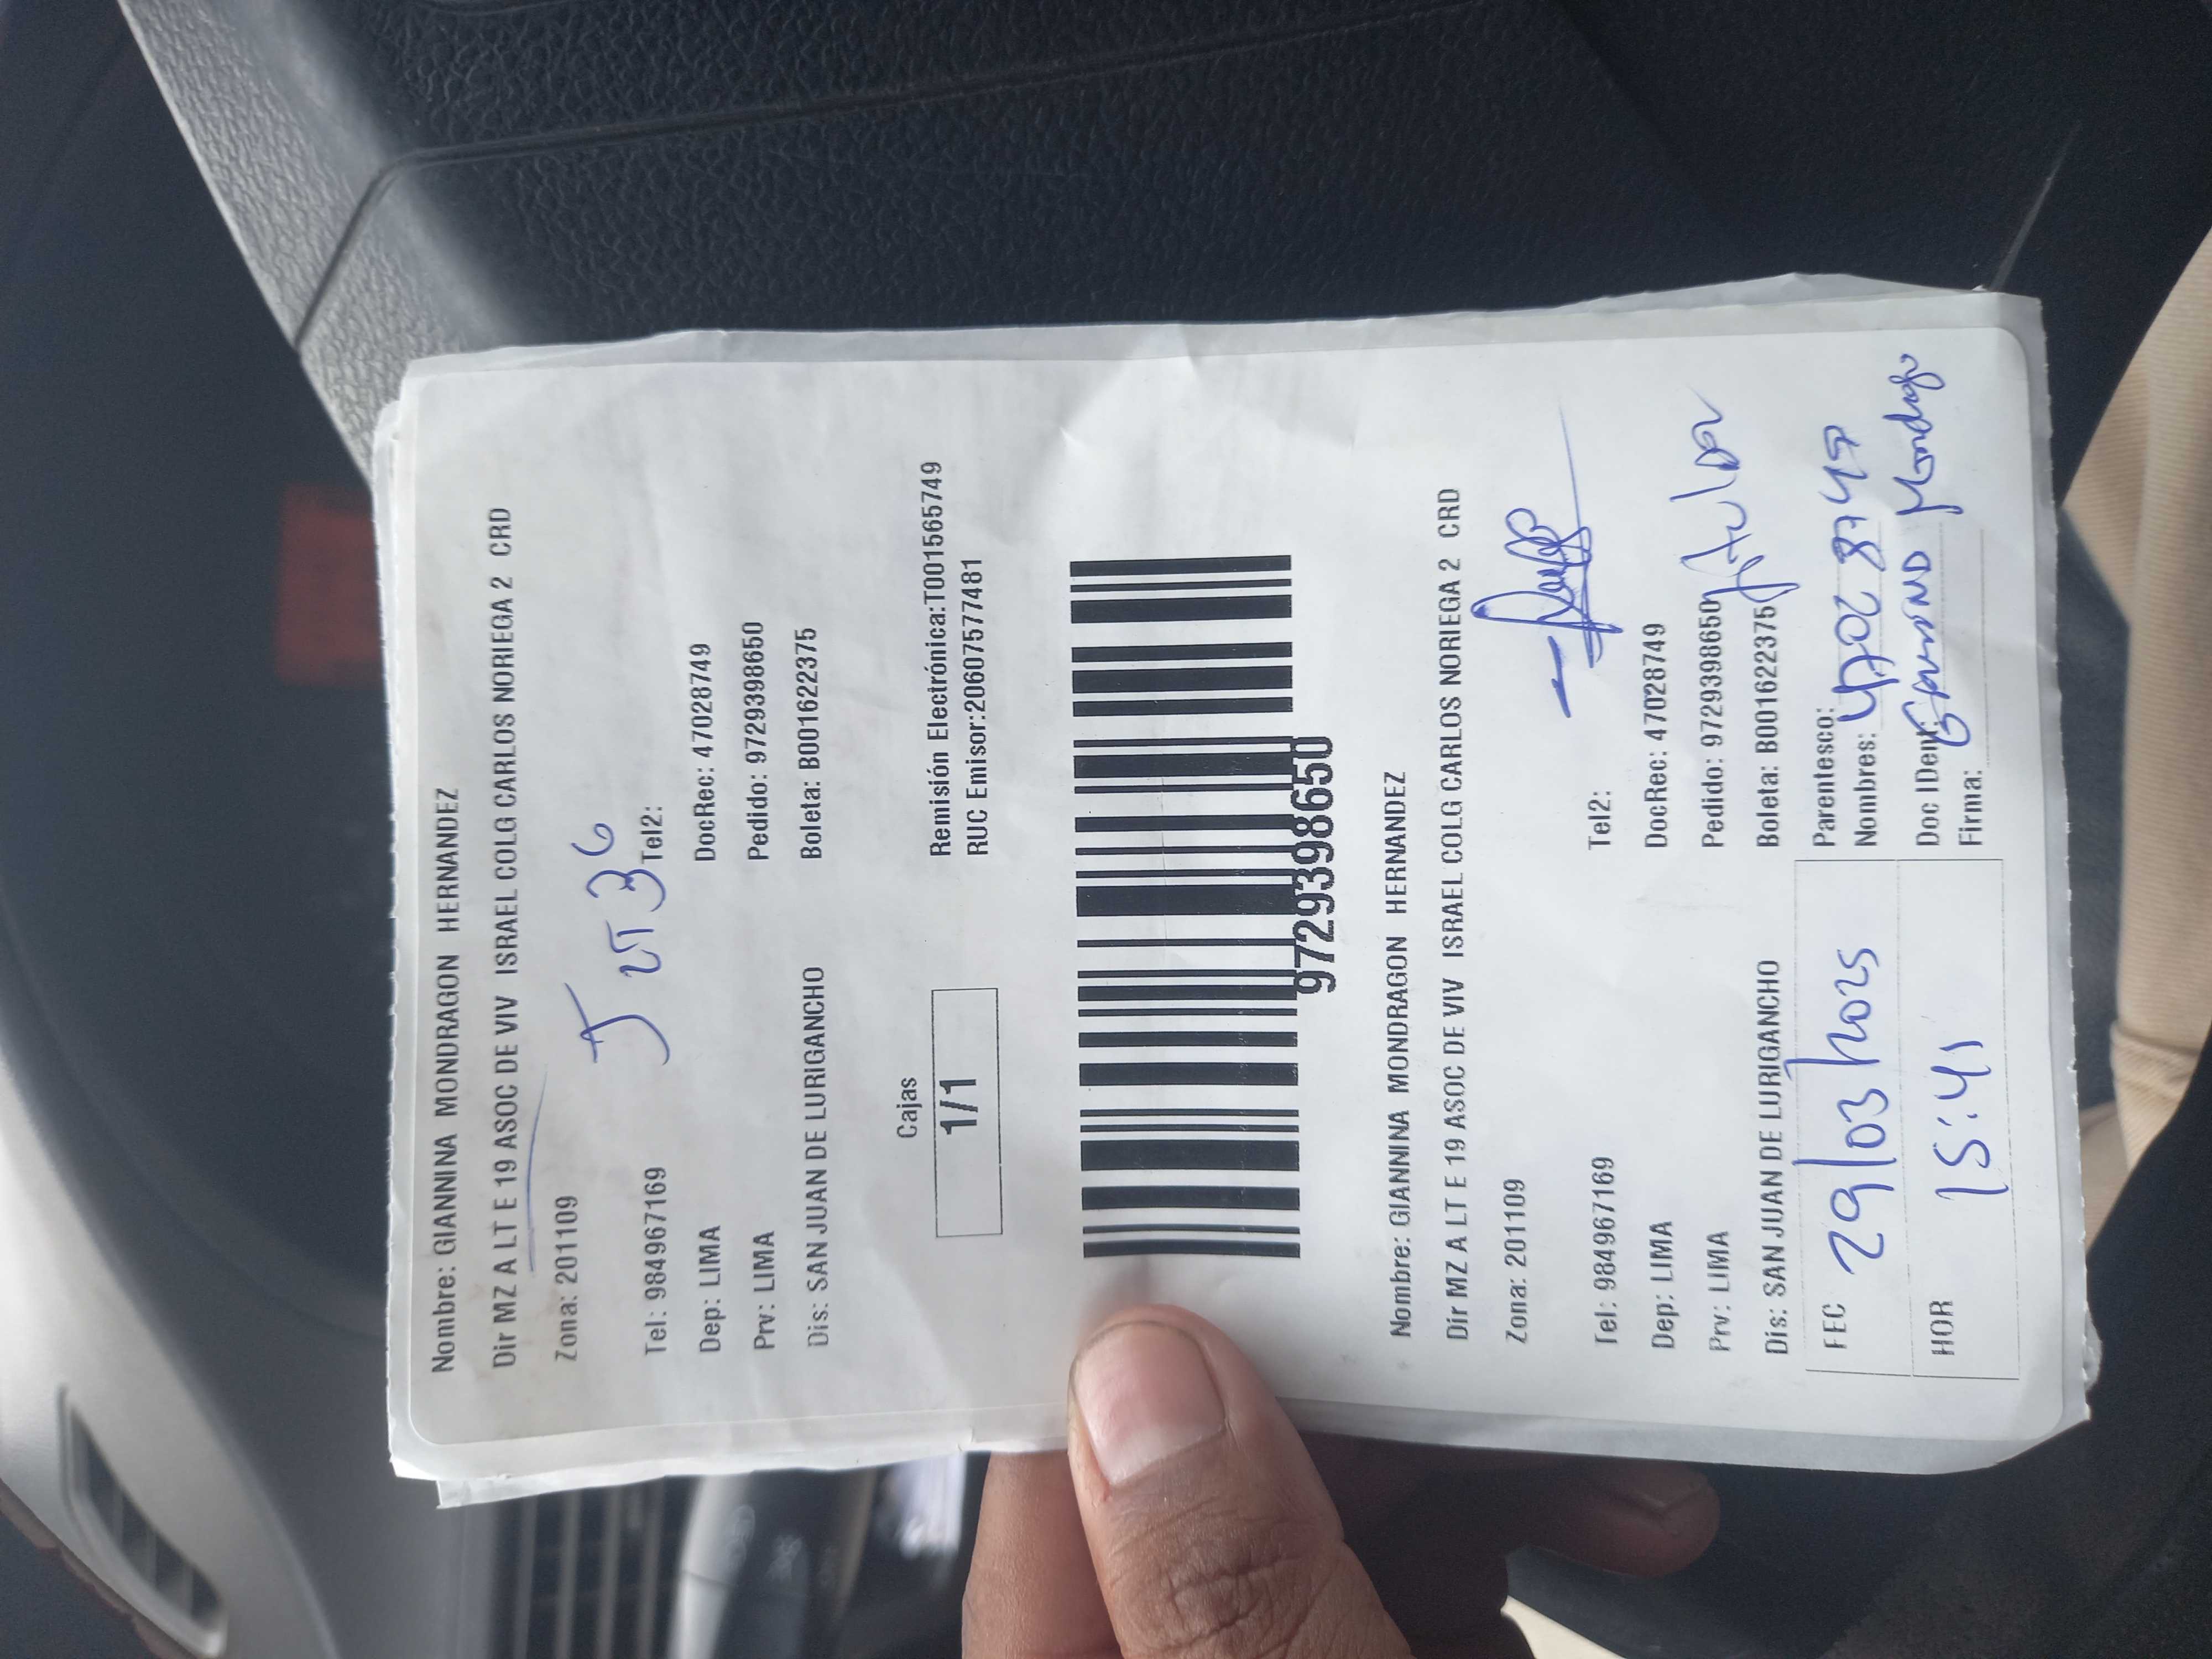 Nombre: GIANNINA MONDRAGON HERNANDEZ
Dir MZ A LT E 19 ASOC DE VIV ISRAEL COLG CARLOS NORIEGA 2 CRD
Zona: 201109
Tel: 984967169 Tel2:
Dep: LIMA DocRec: 47028749
Prv: LIMA Pedido: 9729398650
Dis: SAN JUAN DE LURIGANCHO Boleta: B001622375
Cajas
1/1
Remisión Electrónica:T001565749
RUC Emisor:20607577481
9729398650
Nombre: GIANNINA MONDRAGON HERNANDEZ
Dir MZ A LT E 19 ASOC DE VIV ISRAEL COLG CARLOS NORIEGA 2 CRD
Zona: 201109
Tel: 984967169 Tel2:
Dep: LIMA DocRec: 47028749
Prv: LIMA Pedido: 9729398650
Dis: SAN JUAN DE LURIGANCHO Boleta: B001622375
FEC 29/03/2025
Parentesco: Titular
Nombres:
HOR 15:41
Doc IDent:
Firma: